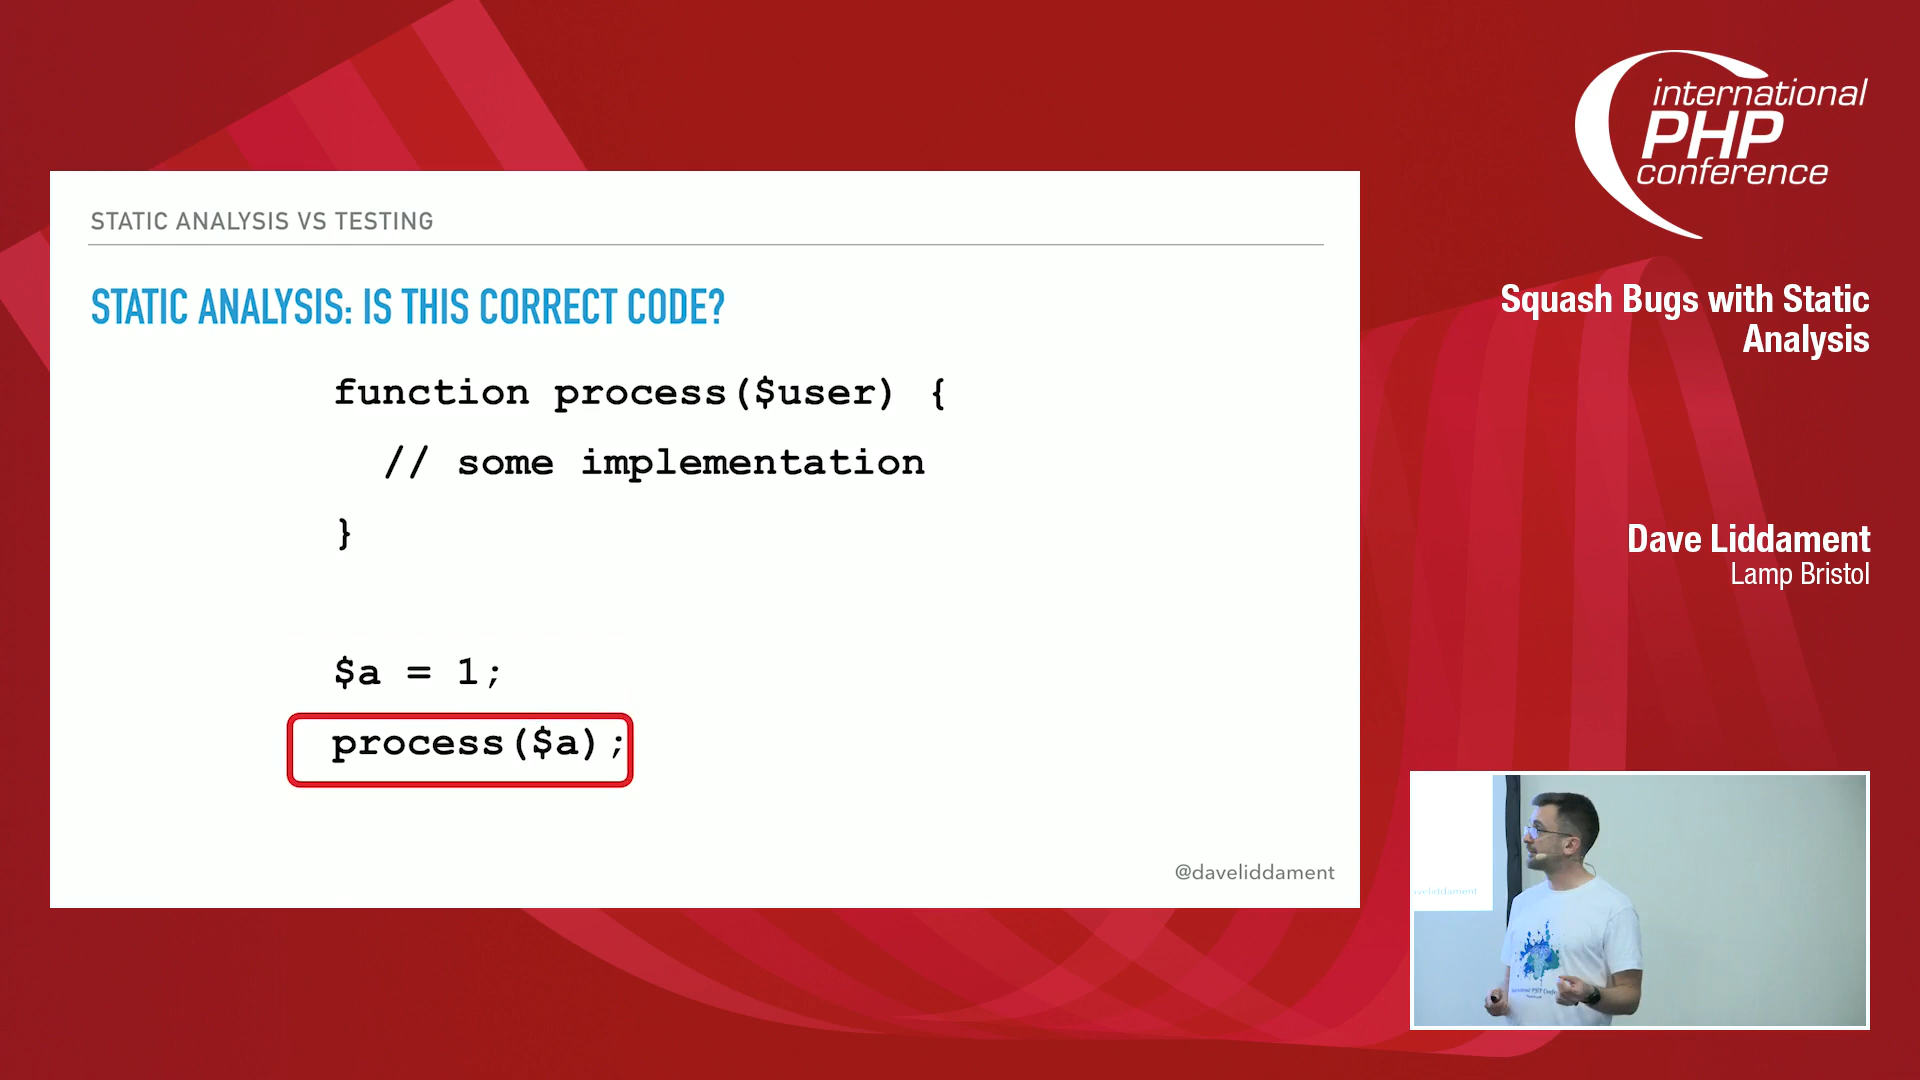 international
PHP
conference
Squash Bugs with Static
Analysis
Dave Liddament
Lamp Bristol
STATIC ANALYSIS VS TESTING
STATIC ANALYSIS: IS THIS CORRECT CODE?
function process($user) {
// some implementation
}
$a = 1;
process($a);
@daveliddament